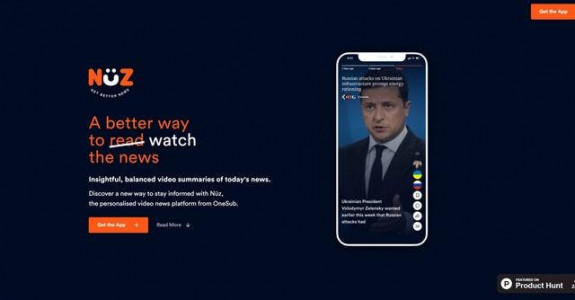 Get the App
NüZ
GET BETTER NEWS
A better way
to read watch
the news
Insightful, balanced video summaries of today's news.
Discover a new way to stay informed with Nüz,
the personalised video news platform from OneSub.
Get the App
Read More
Russian attacks on Ukrainian
infrastructure prompt energy
rationing
Ukrainian President
Volodymyr Zelensky warned
earlier this week that Russian
attacks had
FEATURED ON
Product Hunt